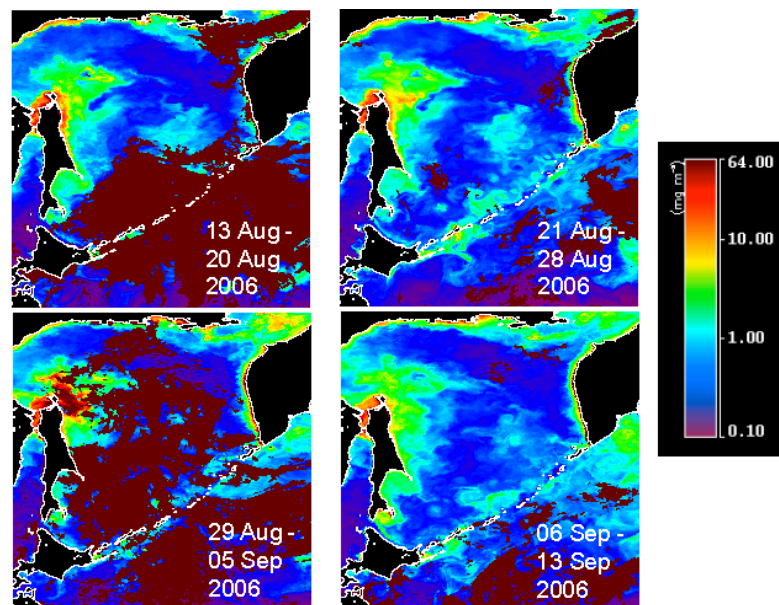 13 Aug -
20 Aug
2006
21 Aug -
28 Aug
2006
29 Aug -
05 Sep
2006
06 Sep -
13 Sep
2006
(mg m⁻³)
64.00
10.00
1.00
0.10